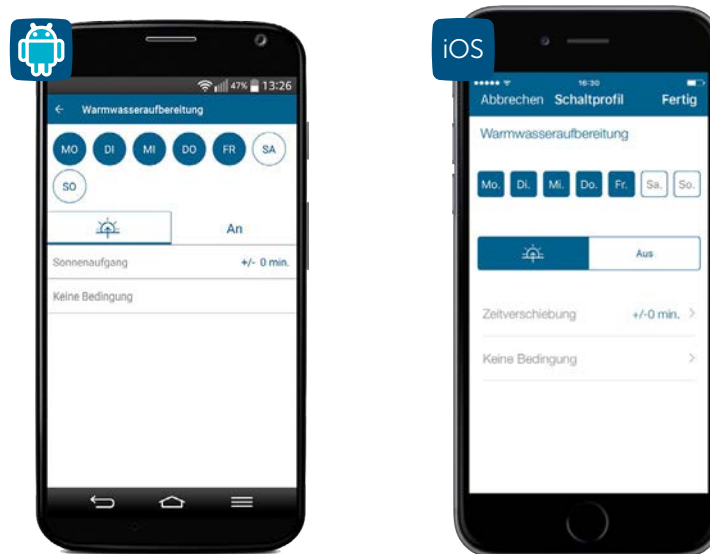 47% 13:26
Warmwasseraufbereitung
MO DI MI DO FR SA
SO
An
Sonnenaufgang +/- 0 min.
Keine Bedingung
iOS
16:30
Abbrechen Schaltprofil Fertig
Warmwasseraufbereitung
Mo. Di. Mi. Do. Fr. Sa. So.
Aus
Zeitverschiebung +/-0 min.
Keine Bedingung